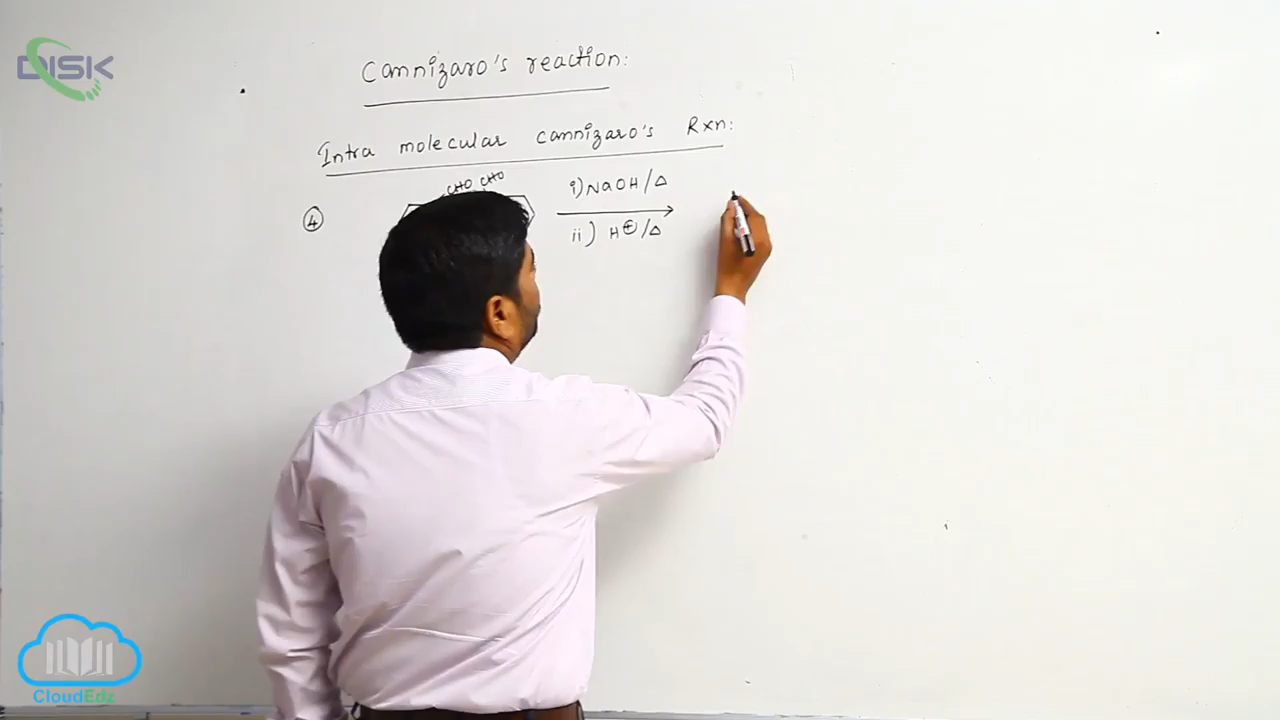 DISK
Cannizaro's reaction:
Intra molecular cannizaro's Rxn:
CHO CHO
i) NaOH/△
④
ii) H⊕/△
CloudEdz